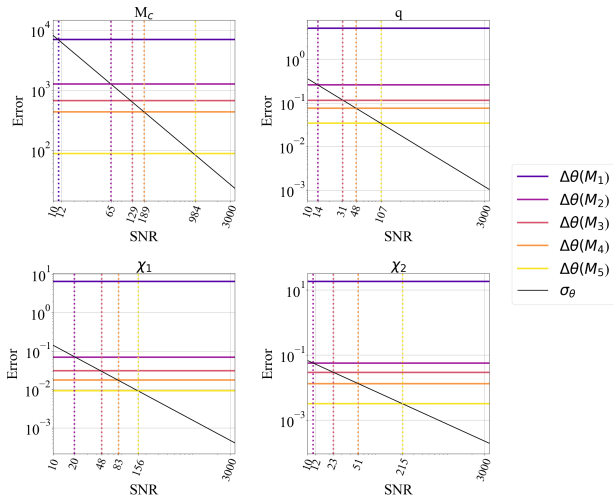 M_c
10^4
10^3
10^2
Error
10
12
65
129
189
984
3000
SNR
q
10^0
10^-1
10^-2
10^-3
Error
10
14
31
48
107
3000
SNR
Δθ(M_1)
Δθ(M_2)
Δθ(M_3)
Δθ(M_4)
Δθ(M_5)
σ_θ
χ_1
10^1
10^0
10^-1
10^-2
10^-3
Error
10
20
48
83
156
3000
SNR
χ_2
10^1
10^-1
10^-3
Error
10
12
23
51
215
3000
SNR